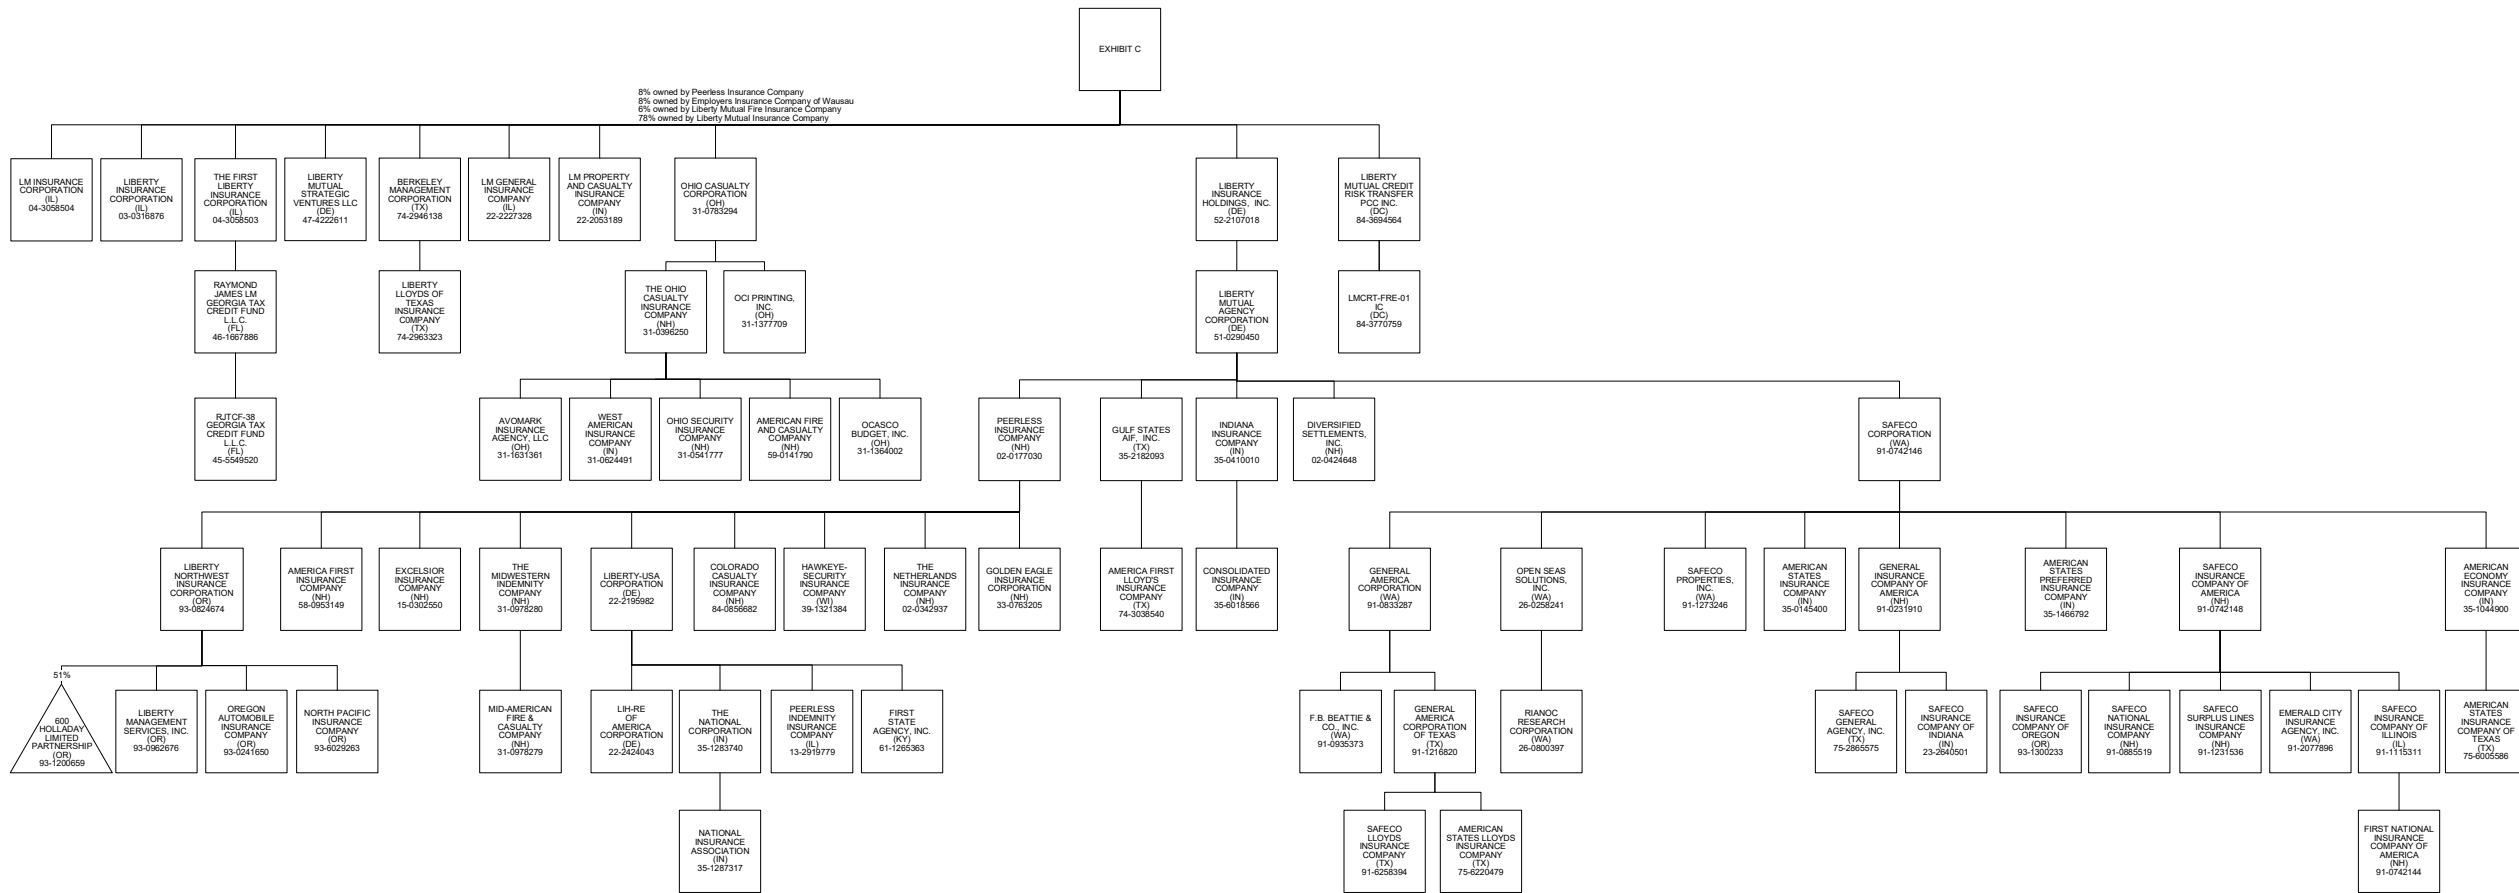 EXHIBIT C
8% owned by Peerless Insurance Company
8% owned by Employers Insurance Company of Wausau
6% owned by Liberty Mutual Fire Insurance Company
78% owned by Liberty Mutual Insurance Company
LM INSURANCE
CORPORATION
(IL)
04-3058504
LIBERTY
INSURANCE
CORPORATION
(IL)
03-0316876
THE FIRST
LIBERTY
INSURANCE
CORPORATION
(IL)
04-3058503
LIBERTY
MUTUAL
STRATEGIC
VENTURES LLC
(DE)
47-4222611
BERKELEY
MANAGEMENT
CORPORATION
(TX)
74-2946138
LM GENERAL
INSURANCE
COMPANY
(IL)
22-2227328
LM PROPERTY
AND CASUALTY
INSURANCE
COMPANY
(IN)
22-2053189
OHIO CASUALTY
CORPORATION
(OH)
31-0783294
LIBERTY
INSURANCE
HOLDINGS, INC.
(DE)
52-2107018
LIBERTY
MUTUAL CREDIT
RISK TRANSFER
PCC INC.
(DC)
84-3694564
RAYMOND
JAMES LM
GEORGIA TAX
CREDIT FUND
L.L.C.
(FL)
46-1667886
LIBERTY
LLOYDS OF
TEXAS
INSURANCE
COMPANY
(TX)
74-2963323
THE OHIO
CASUALTY
INSURANCE
COMPANY
(NH)
31-0396250
OCI PRINTING,
INC.
(OH)
31-1377709
LIBERTY
MUTUAL
AGENCY
CORPORATION
(DE)
51-0290450
LMCRT-FRE-01
IC
(DC)
84-3770759
RJTCF-38
GEORGIA TAX
CREDIT FUND
L.L.C.
(FL)
45-5549520
AVOMARK
INSURANCE
AGENCY, LLC
(OH)
31-1631361
WEST
AMERICAN
INSURANCE
COMPANY
(IN)
31-0624491
OHIO SECURITY
INSURANCE
COMPANY
(NH)
31-0541777
AMERICAN FIRE
AND CASUALTY
COMPANY
(NH)
59-0141790
OCASCO
BUDGET, INC.
(OH)
31-1364002
PEERLESS
INSURANCE
COMPANY
(NH)
02-0177030
GULF STATES
AIF, INC.
(TX)
35-2182093
INDIANA
INSURANCE
COMPANY
(IN)
35-0410010
DIVERSIFIED
SETTLEMENTS,
INC.
(NH)
02-0424648
SAFECO
CORPORATION
(WA)
91-0742146
LIBERTY
NORTHWEST
INSURANCE
CORPORATION
(OR)
93-0824674
AMERICA FIRST
INSURANCE
COMPANY
(NH)
58-0953149
EXCELSIOR
INSURANCE
COMPANY
(NH)
15-0302550
THE
MIDWESTERN
INDEMNITY
COMPANY
(NH)
31-0978280
LIBERTY-USA
CORPORATION
(DE)
22-2195982
COLORADO
CASUALTY
INSURANCE
COMPANY
(NH)
84-0856682
HAWKEYE-
SECURITY
INSURANCE
COMPANY
(WI)
39-1321384
THE
NETHERLANDS
INSURANCE
COMPANY
(NH)
02-0342937
GOLDEN EAGLE
INSURANCE
CORPORATION
(NH)
33-0763205
AMERICA FIRST
LLOYD'S
INSURANCE
COMPANY
(TX)
74-3038540
CONSOLIDATED
INSURANCE
COMPANY
(IN)
35-6018566
GENERAL
AMERICA
CORPORATION
(WA)
91-0833287
OPEN SEAS
SOLUTIONS,
INC.
(WA)
26-0258241
SAFECO
PROPERTIES,
INC.
(WA)
91-1273246
AMERICAN
STATES
INSURANCE
COMPANY
(IN)
35-0145400
GENERAL
INSURANCE
COMPANY OF
AMERICA
(NH)
91-0231910
AMERICAN
STATES
PREFERRED
INSURANCE
COMPANY
(IN)
35-1466792
SAFECO
INSURANCE
COMPANY OF
AMERICA
(NH)
91-0742148
AMERICAN
ECONOMY
INSURANCE
COMPANY
(IN)
35-1044900
51%
600
HOLLADAY
LIMITED
PARTNERSHIP
(OR)
93-1200659
LIBERTY
MANAGEMENT
SERVICES, INC.
(OR)
93-0962676
OREGON
AUTOMOBILE
INSURANCE
COMPANY
(OR)
93-0241650
NORTH PACIFIC
INSURANCE
COMPANY
(OR)
93-6029263
MID-AMERICAN
FIRE &
CASUALTY
COMPANY
(NH)
31-0978279
LIH-RE
OF
AMERICA
CORPORATION
(DE)
22-2424043
THE
NATIONAL
CORPORATION
(IN)
35-1283740
PEERLESS
INDEMNITY
INSURANCE
COMPANY
(IL)
13-2919779
FIRST
STATE
AGENCY, INC.
(KY)
61-1265363
F.B. BEATTIE &
CO., INC.
(WA)
91-0935373
GENERAL
AMERICA
CORPORATION
OF TEXAS
(TX)
91-1216820
RIANOC
RESEARCH
CORPORATION
(WA)
26-0800397
SAFECO
GENERAL
AGENCY, INC.
(TX)
75-2865575
SAFECO
INSURANCE
COMPANY OF
INDIANA
(IN)
23-2640501
SAFECO
INSURANCE
COMPANY OF
OREGON
(OR)
93-1300233
SAFECO
NATIONAL
INSURANCE
COMPANY
(NH)
91-0885519
SAFECO
SURPLUS LINES
INSURANCE
COMPANY
(NH)
91-1231536
EMERALD CITY
INSURANCE
AGENCY, INC.
(WA)
91-2077896
SAFECO
INSURANCE
COMPANY OF
ILLINOIS
(IL)
91-1115311
AMERICAN
STATES
INSURANCE
COMPANY OF
TEXAS
(TX)
75-6005586
NATIONAL
INSURANCE
ASSOCIATION
(IN)
35-1287317
SAFECO
LLOYDS
INSURANCE
COMPANY
(TX)
91-6258394
AMERICAN
STATES LLOYDS
INSURANCE
COMPANY
(TX)
75-6220479
FIRST NATIONAL
INSURANCE
COMPANY OF
AMERICA
(NH)
91-0742144